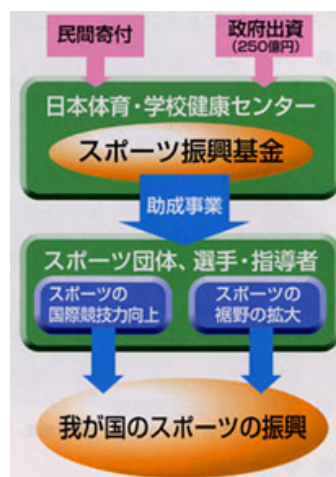 民間寄付
政府出資
(250億円)
日本体育・学校健康センター
スポーツ振興基金
助成事業
スポーツ団体、選手・指導者
スポーツの
国際競技力向上
スポーツの
裾野の拡大
我が国のスポーツの振興